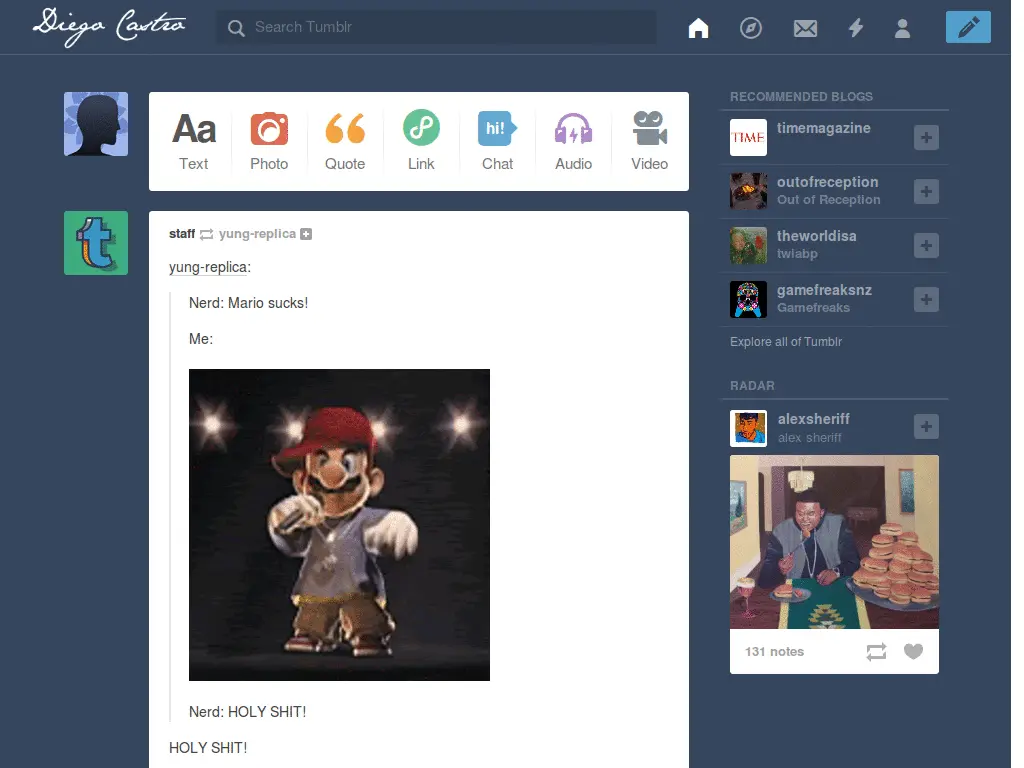 Diego Castro
Search Tumblr
Aa
Text
Photo
Quote
Link
hi!
Chat
Audio
Video
staff yung-replica
yung-replica:
Nerd: Mario sucks!
Me:
Nerd: HOLY SHIT!
HOLY SHIT!
RECOMMENDED BLOGS
TIME
timemagazine
outofreception
Out of Reception
theworldisa
twiabp
gamefreaksnz
Gamefreaks
Explore all of Tumblr
RADAR
alexsheriff
alex sheriff
131 notes